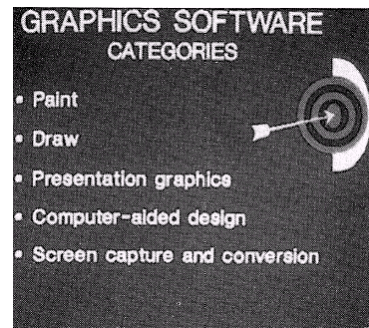 GRAPHICS SOFTWARE
CATEGORIES
• Paint
• Draw
• Presentation graphics
• Computer-aided design
• Screen capture and conversion